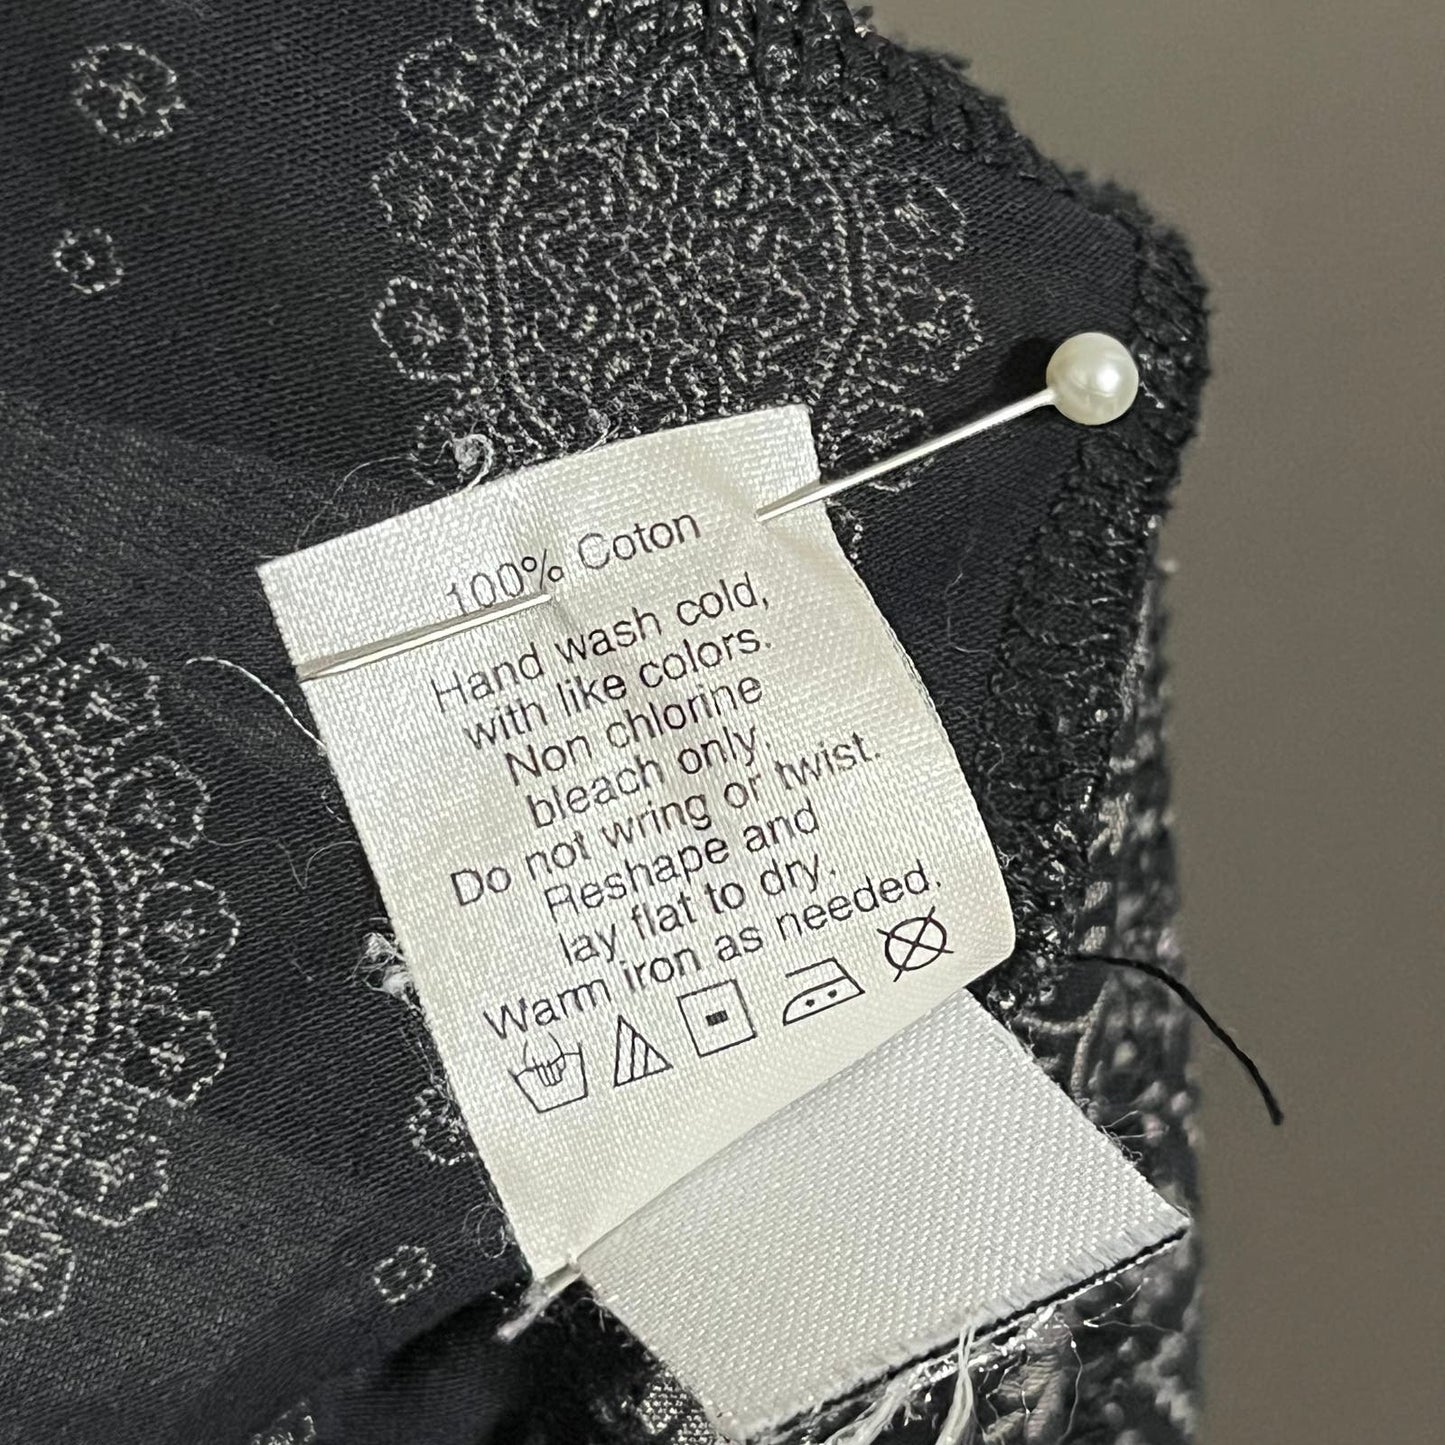 100% Coton
Hand wash cold,
with like colors.
Non chlorine
bleach only.
Do not wring or twist.
Reshape and
lay flat to dry.
Warm iron as needed.